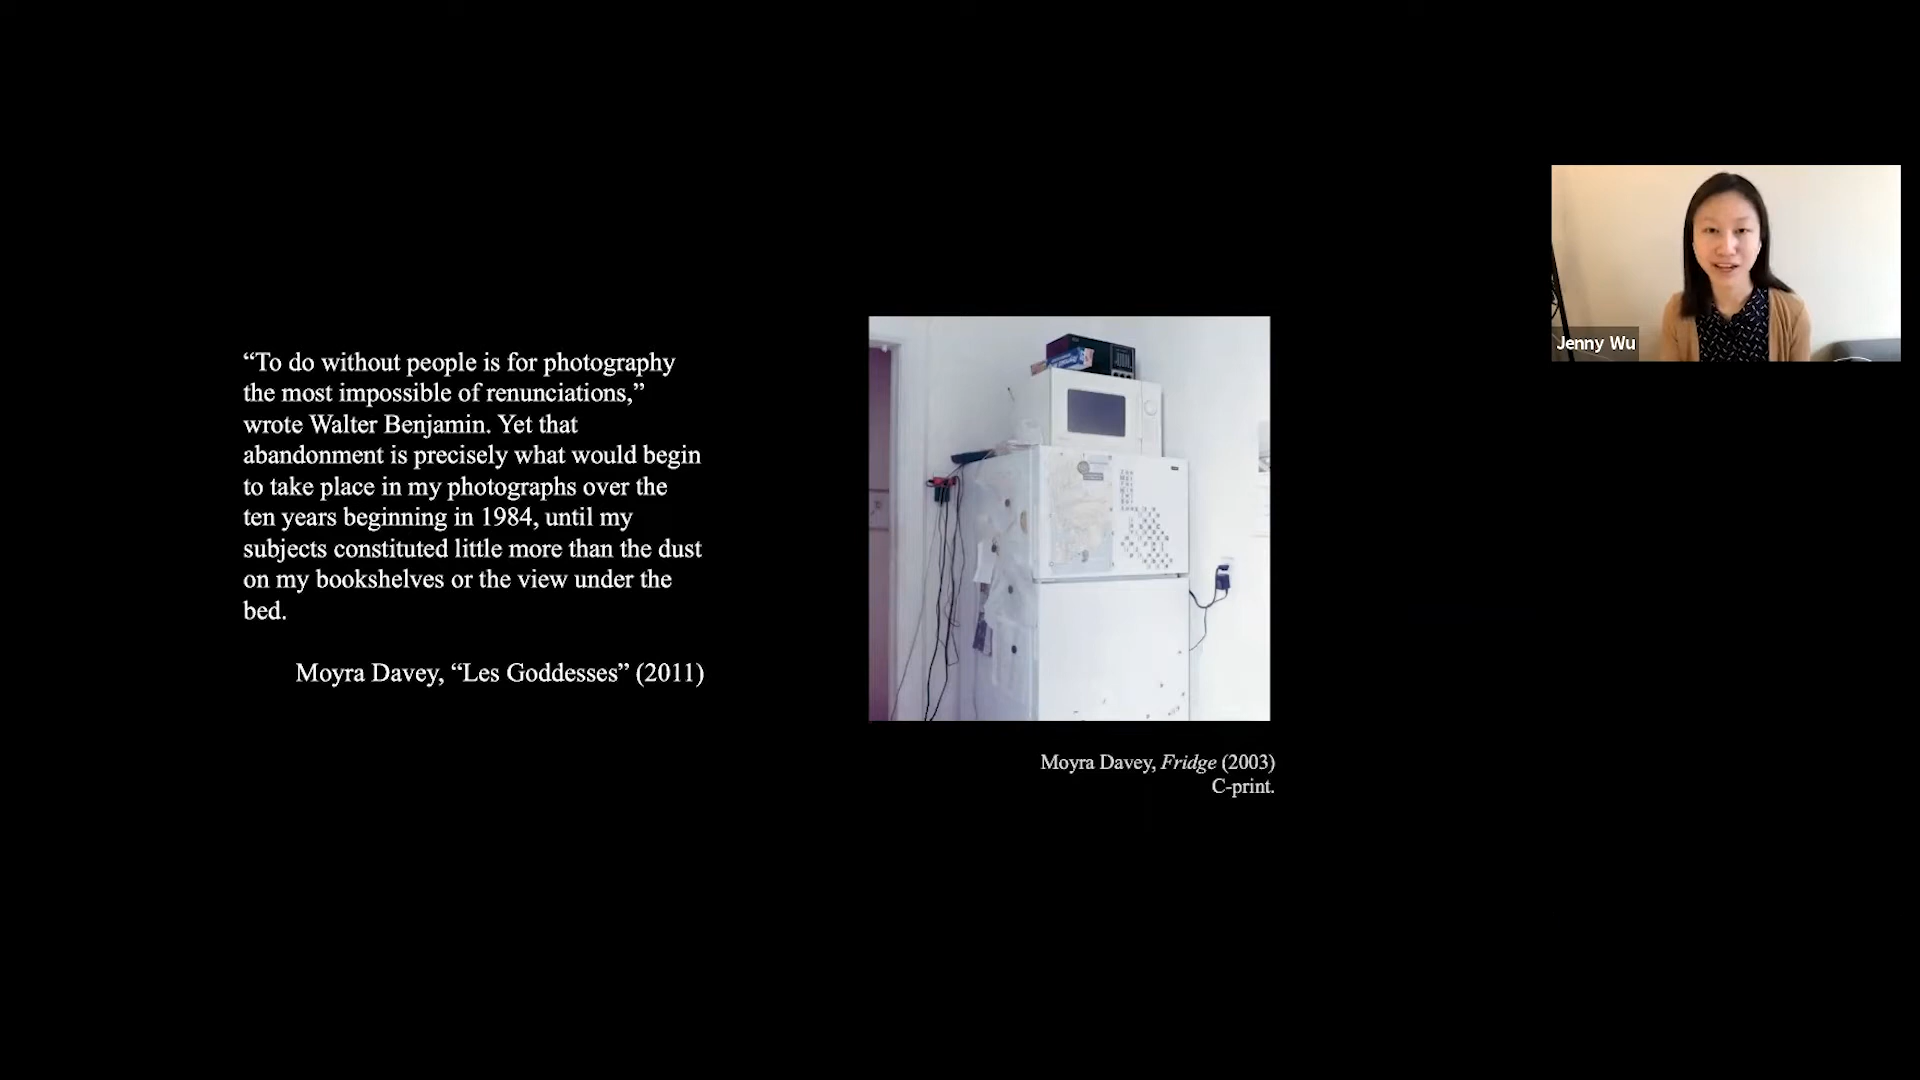 “To do without people is for photography
the most impossible of renunciations,”
wrote Walter Benjamin. Yet that
abandonment is precisely what would begin
to take place in my photographs over the
ten years beginning in 1984, until my
subjects constituted little more than the dust
on my bookshelves or the view under the
bed.
Moyra Davey, “Les Goddesses” (2011)
Moyra Davey, Fridge (2003)
C-print.
Jenny Wu